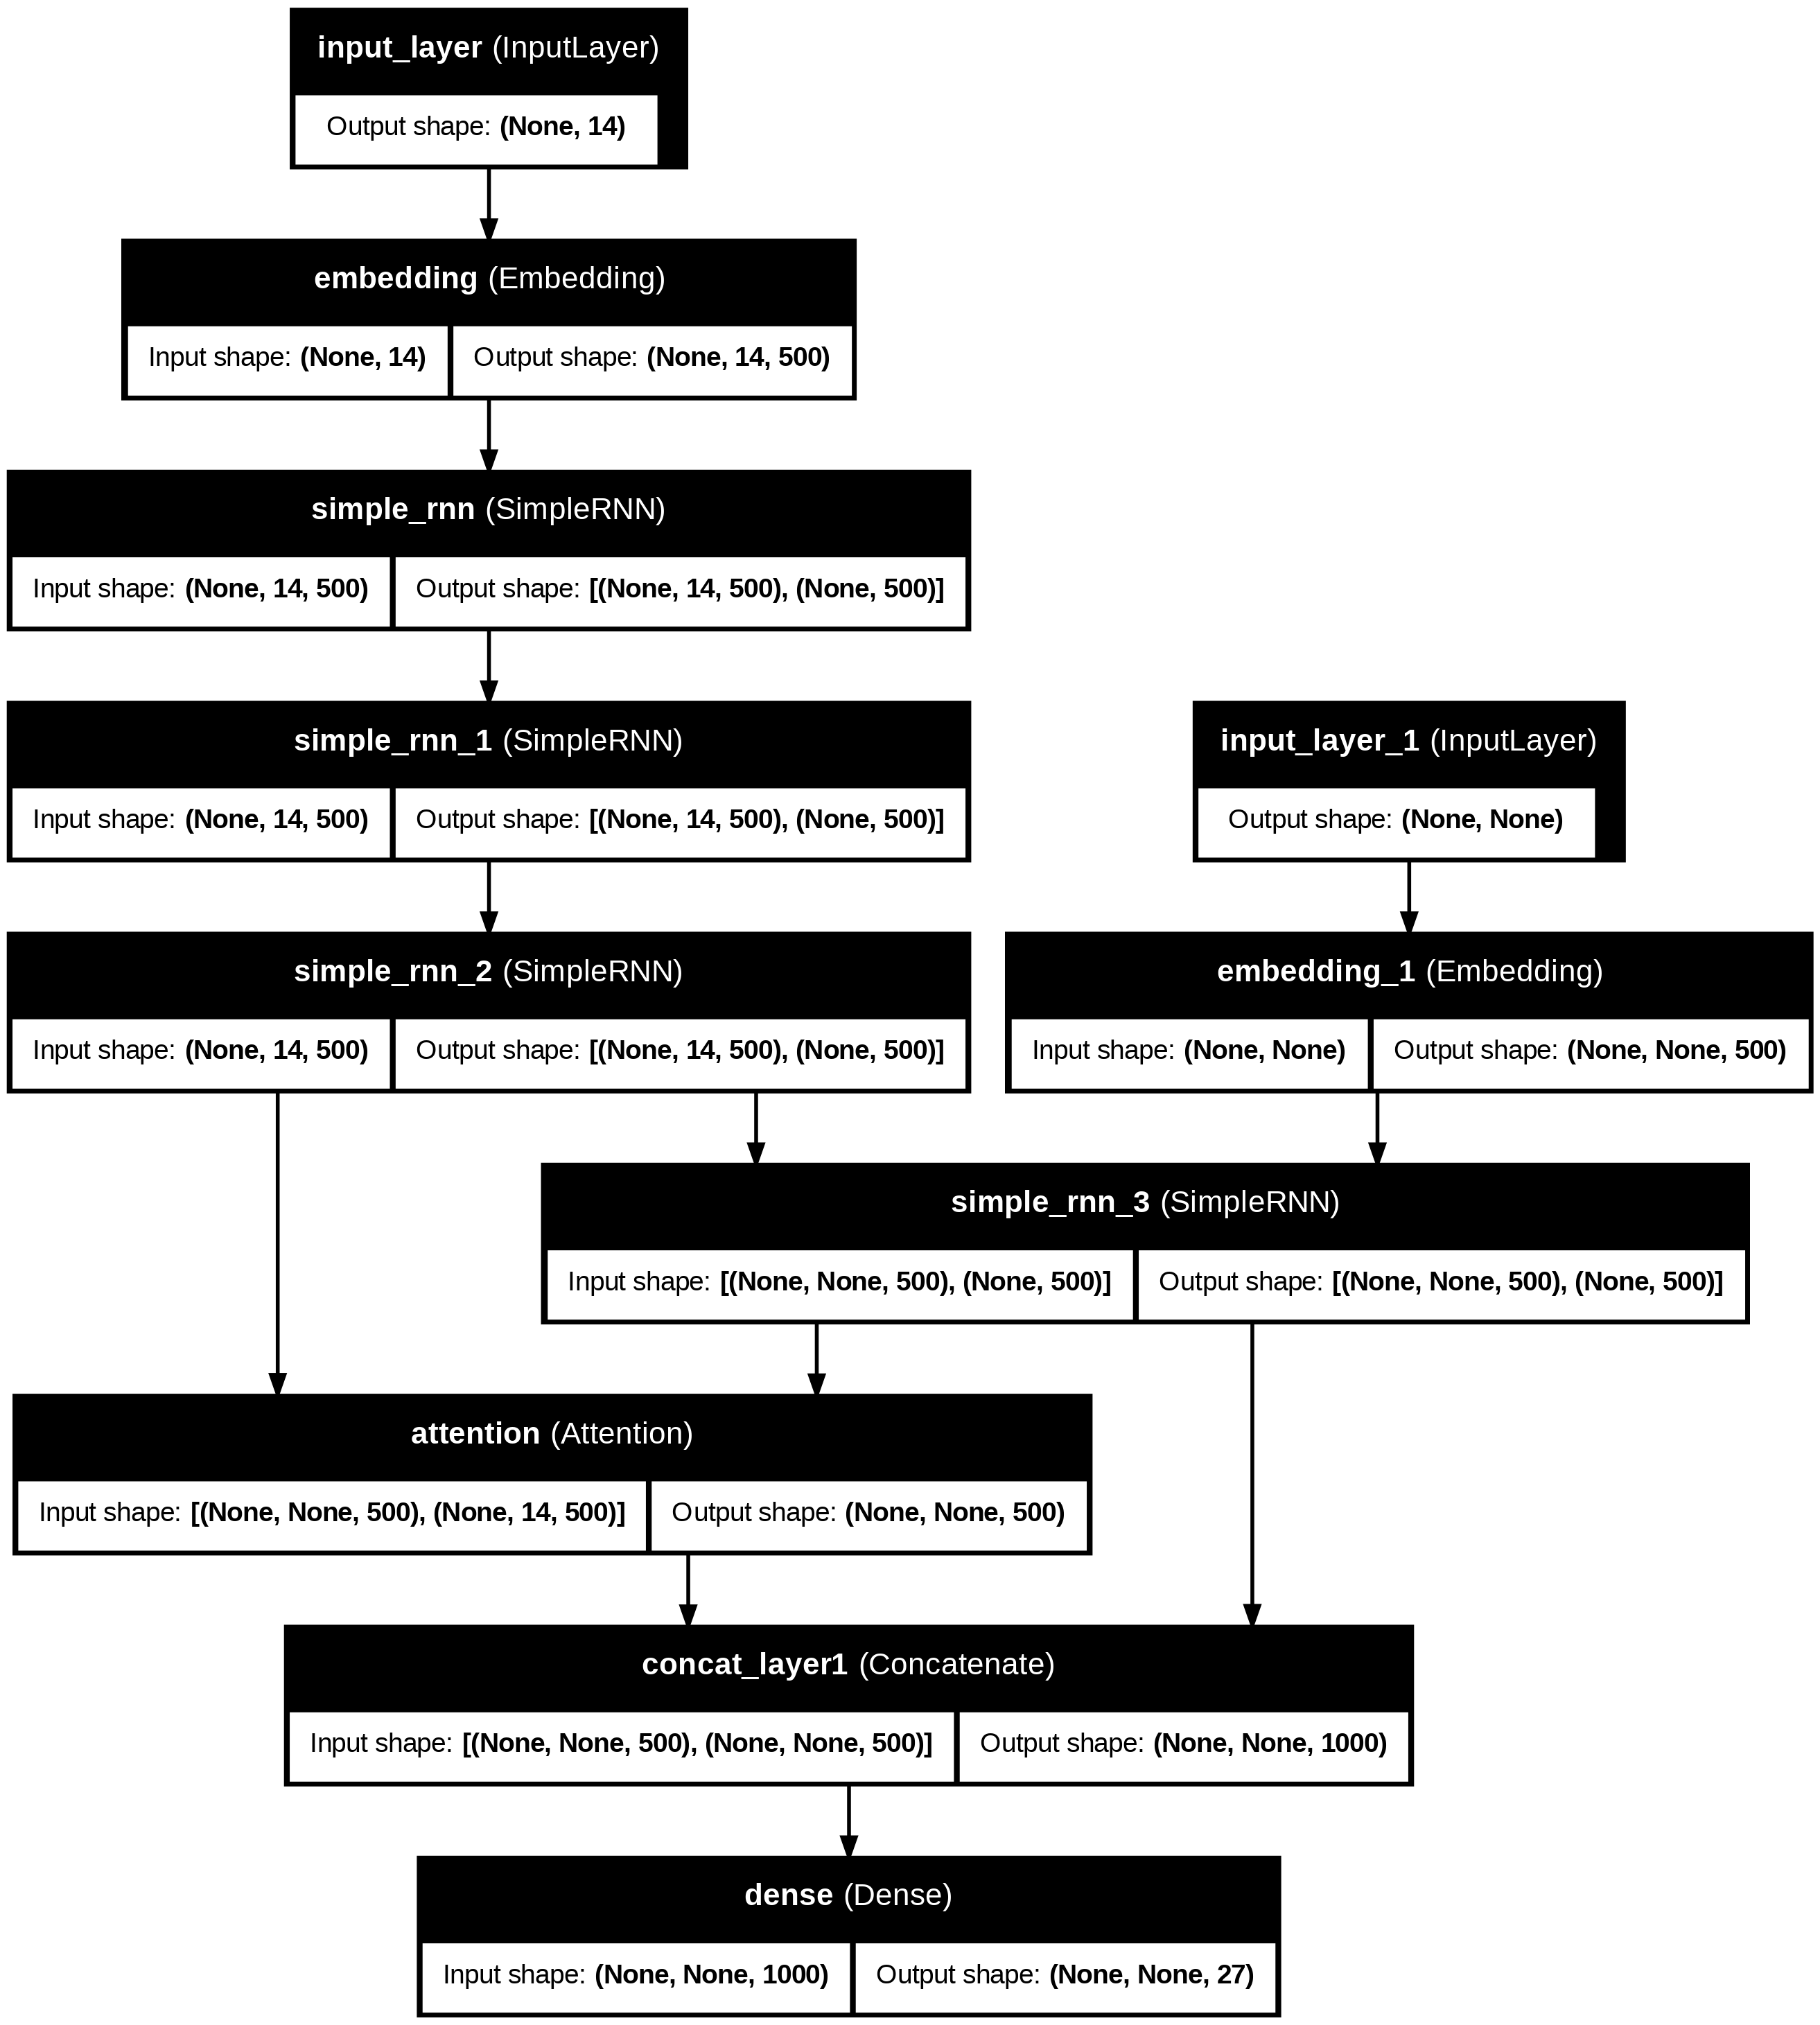 input_layer (InputLayer)
Output shape: (None, 14)
embedding (Embedding)
Input shape: (None, 14) Output shape: (None, 14, 500)
simple_rnn (SimpleRNN)
Input shape: (None, 14, 500) Output shape: [(None, 14, 500), (None, 500)]
simple_rnn_1 (SimpleRNN)
Input shape: (None, 14, 500) Output shape: [(None, 14, 500), (None, 500)]
input_layer_1 (InputLayer)
Output shape: (None, None)
simple_rnn_2 (SimpleRNN)
Input shape: (None, 14, 500) Output shape: [(None, 14, 500), (None, 500)]
embedding_1 (Embedding)
Input shape: (None, None) Output shape: (None, None, 500)
simple_rnn_3 (SimpleRNN)
Input shape: [(None, None, 500), (None, 500)] Output shape: [(None, None, 500), (None, 500)]
attention (Attention)
Input shape: [(None, None, 500), (None, 14, 500)] Output shape: (None, None, 500)
concat_layer1 (Concatenate)
Input shape: [(None, None, 500), (None, None, 500)] Output shape: (None, None, 1000)
dense (Dense)
Input shape: (None, None, 1000) Output shape: (None, None, 27)